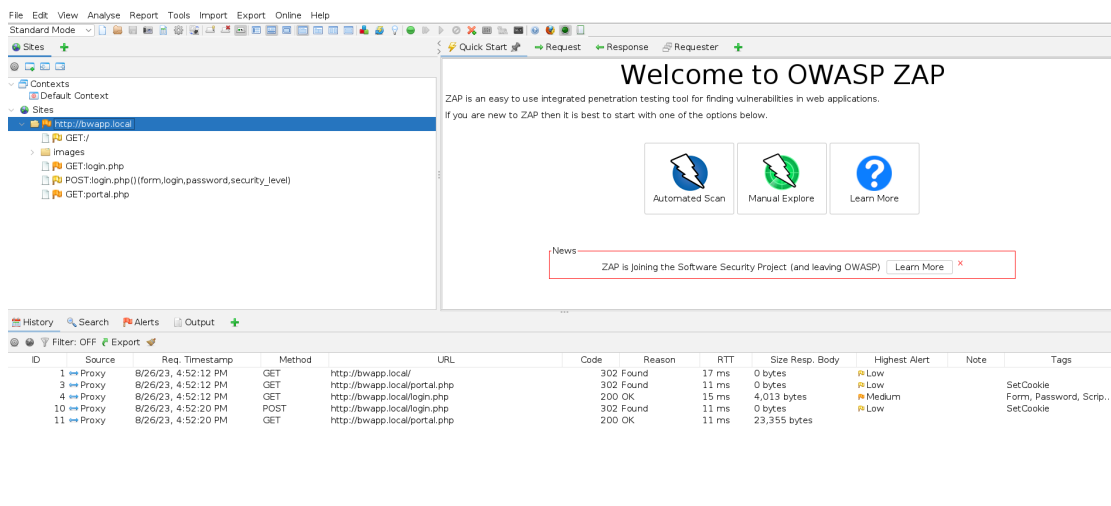 File Edit View Analyse Report Tools Import Export Online Help
Standard Mode
Sites
Quick Start Request Response Requester
Contexts
Default Context
Sites
http://bwapp.local
GET:/
images
GET:login.php
POST:login.php()(form,login,password,security_level)
GET:portal.php
Welcome to OWASP ZAP
ZAP is an easy to use integrated penetration testing tool for finding vulnerabilities in web applications.
If you are new to ZAP then it is best to start with one of the options below.
Automated Scan Manual Explore Learn More
News
ZAP is joining the Software Security Project (and leaving OWASP) Learn More
History Search Alerts Output
Filter: OFF Export
ID Source Req. Timestamp Method URL Code Reason RTT Size Resp. Body Highest Alert Note Tags
1 Proxy 8/26/23, 4:52:12 PM GET http://bwapp.local/ 302 Found 17 ms 0 bytes Low
3 Proxy 8/26/23, 4:52:12 PM GET http://bwapp.local/portal.php 302 Found 11 ms 0 bytes Low SetCookie
4 Proxy 8/26/23, 4:52:12 PM GET http://bwapp.local/login.php 200 OK 15 ms 4,013 bytes Medium Form, Password, Scrip...
10 Proxy 8/26/23, 4:52:20 PM POST http://bwapp.local/login.php 302 Found 11 ms 0 bytes Low SetCookie
11 Proxy 8/26/23, 4:52:20 PM GET http://bwapp.local/portal.php 200 OK 11 ms 23,355 bytes